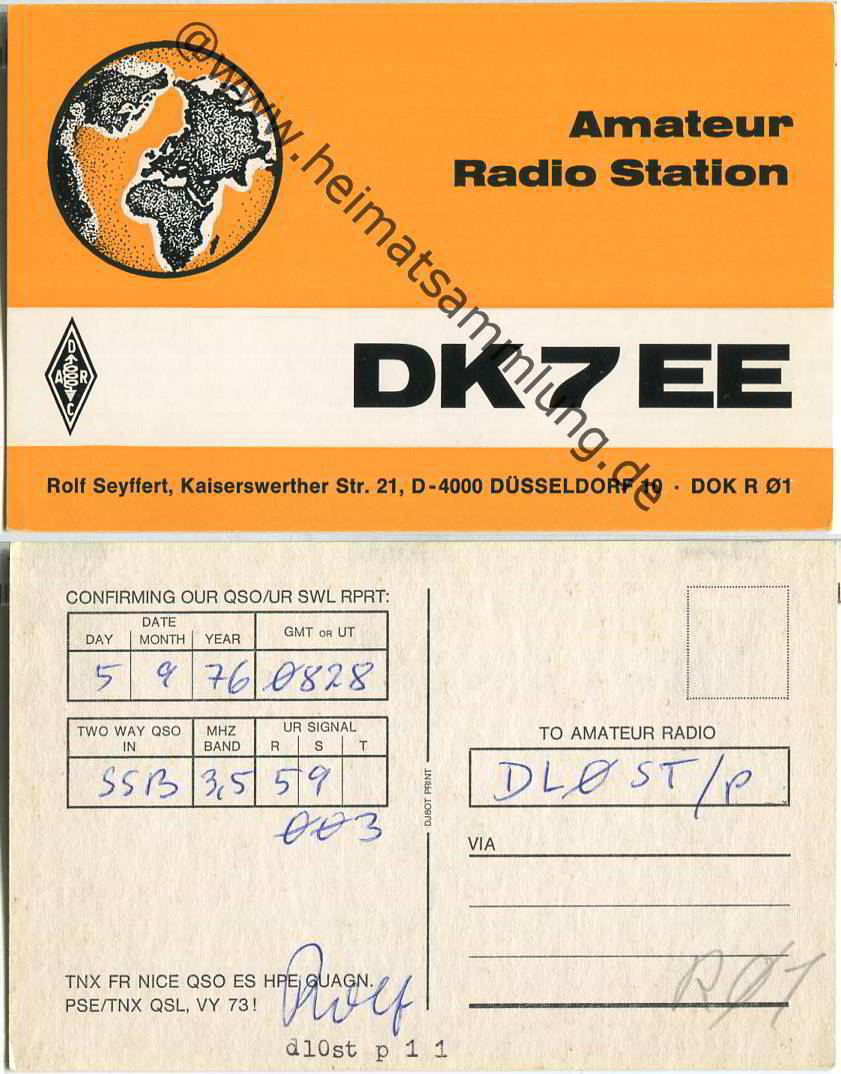 @www.heimatsammlung.de
Amateur
Radio Station
DARC
DK7EE
Rolf Seyffert, Kaiserswerther Str. 21, D-4000 DÜSSELDORF 10 · DOK R Ø1
CONFIRMING OUR QSO/UR SWL RPRT:
DATE
DAY MONTH YEAR GMT OR UT
5 9 76 Ø828
TWO WAY QSO IN MHZ BAND UR SIGNAL
R S T
SSB 3,5 5 9
ØØ3
TNX FR NICE QSO ES HPE CUAGN.
PSE/TNX QSL, VY 73!
Rolf
dl0st p 1 1
DJ8OT PRINT
TO AMATEUR RADIO
DLØST/p
VIA
RØ1